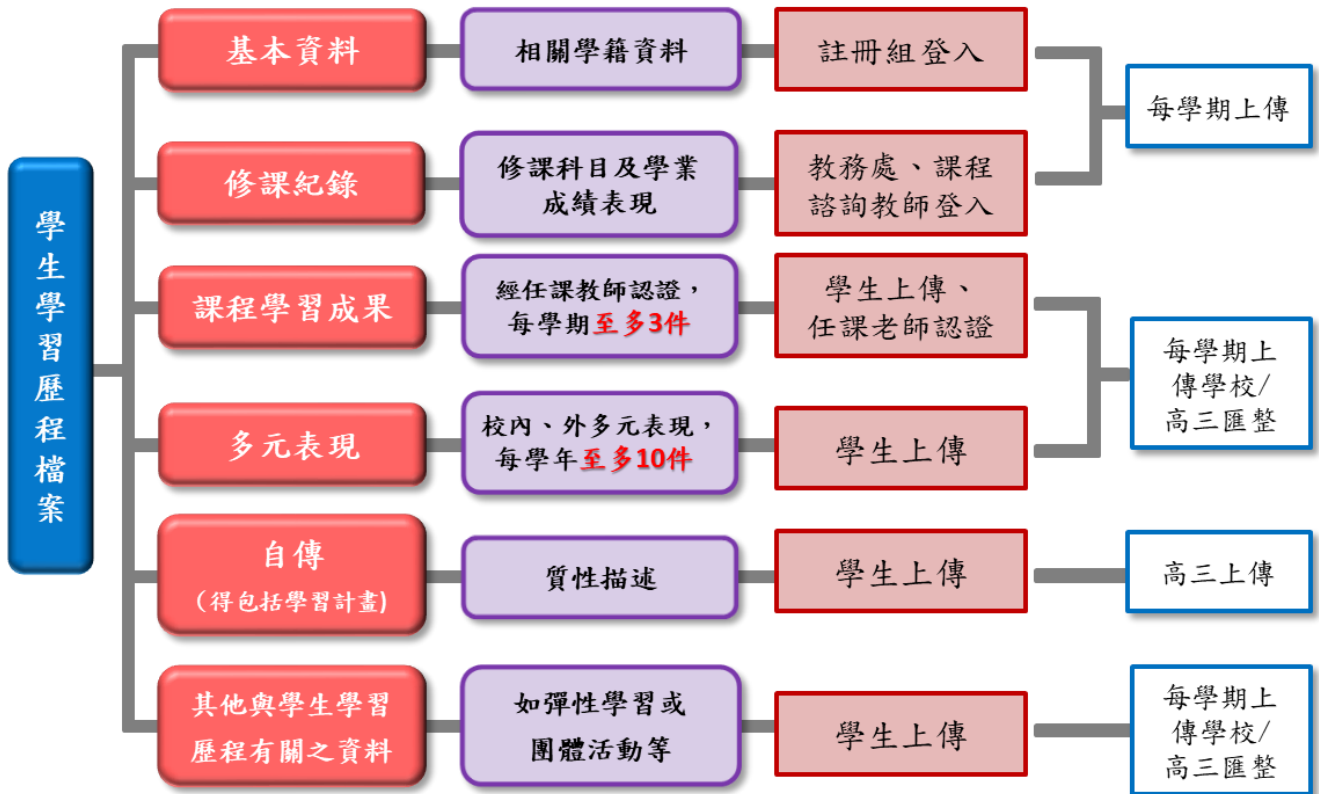 學生學習歷程檔案
基本資料
相關學籍資料
註冊組登入
每學期上傳
修課紀錄
修課科目及學業
成績表現
教務處、課程
諮詢教師登入
課程學習成果
經任課教師認證，
每學期至多3件
學生上傳、
任課老師認證
每學期上
傳學校/
高三匯整
多元表現
校內、外多元表現，
每學年至多10件
學生上傳
自傳
（得包括學習計畫)
質性描述
學生上傳
高三上傳
其他與學生學習
歷程有關之資料
如彈性學習或
團體活動等
學生上傳
每學期上
傳學校/
高三匯整